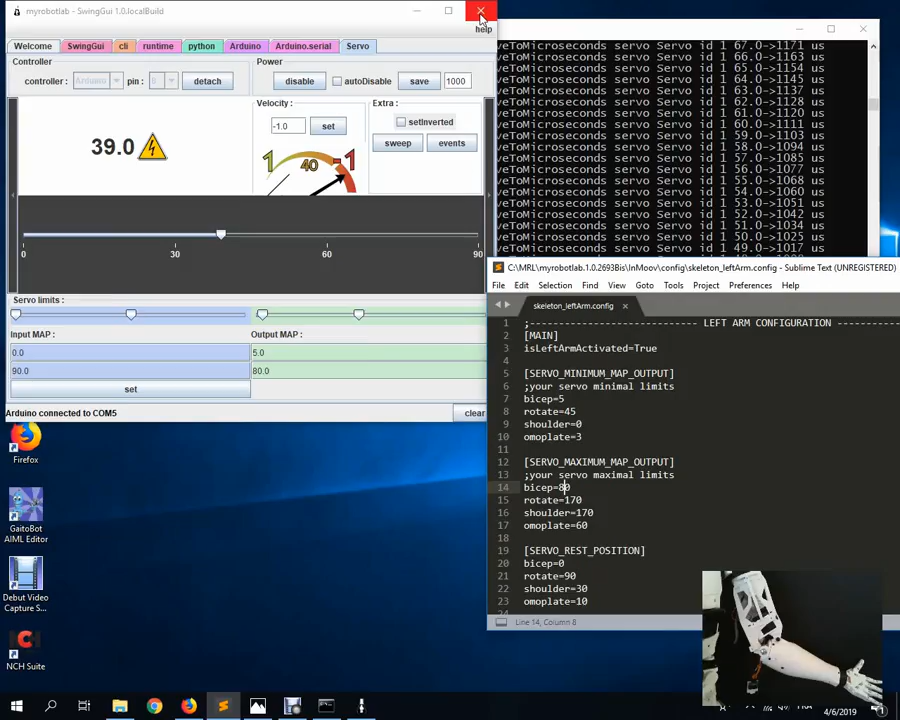 myrobotlab - SwingGui 1.0.localBuild
help
Welcome SwingGui cli runtime python Arduino Arduino.serial Servo
Controller
controller : Arduino pin : 8 detach
Power
disable autoDisable save 1000
39.0
Velocity :
-1.0 set
1 40 -1
Extra :
setInverted
sweep events
0 30 60 90
Servo limits :
Input MAP : Output MAP :
0.0 5.0
90.0 80.0
set
Arduino connected to COM5
clear
veToMicroseconds servo Servo id 1 67.0->1171 us
veToMicroseconds servo Servo id 1 66.0->1163 us
veToMicroseconds servo Servo id 1 65.0->1154 us
veToMicroseconds servo Servo id 1 64.0->1145 us
veToMicroseconds servo Servo id 1 63.0->1137 us
veToMicroseconds servo Servo id 1 62.0->1128 us
veToMicroseconds servo Servo id 1 61.0->1120 us
veToMicroseconds servo Servo id 1 60.0->1111 us
veToMicroseconds servo Servo id 1 59.0->1103 us
veToMicroseconds servo Servo id 1 58.0->1094 us
veToMicroseconds servo Servo id 1 57.0->1085 us
veToMicroseconds servo Servo id 1 56.0->1077 us
veToMicroseconds servo Servo id 1 55.0->1068 us
veToMicroseconds servo Servo id 1 54.0->1060 us
veToMicroseconds servo Servo id 1 53.0->1051 us
veToMicroseconds servo Servo id 1 52.0->1042 us
veToMicroseconds servo Servo id 1 51.0->1034 us
veToMicroseconds servo Servo id 1 50.0->1025 us
veToMicroseconds servo Servo id 1 49.0->1017 us
C:\MRL\myrobotlab.1.0.2693Bis\InMoov\config\skeleton_leftArm.config - Sublime Text (UNREGISTERED)
File Edit Selection Find View Goto Tools Project Preferences Help
skeleton_leftArm.config
1 ;---------------------------- LEFT ARM CONFIGURATION -----------
2 [MAIN]
3 isLeftArmActivated=True
4
5 [SERVO_MINIMUM_MAP_OUTPUT]
6 ;your servo minimal limits
7 bicep=5
8 rotate=45
9 shoulder=0
10 omoplate=3
11
12 [SERVO_MAXIMUM_MAP_OUTPUT]
13 ;your servo maximal limits
14 bicep=80
15 rotate=170
16 shoulder=170
17 omoplate=60
18
19 [SERVO_REST_POSITION]
20 bicep=0
21 rotate=90
22 shoulder=30
23 omoplate=10
Line 14, Column 8
Firefox
GaitoBot
AIML Editor
Debut Video
Capture S...
NCH Suite
4/6/2019